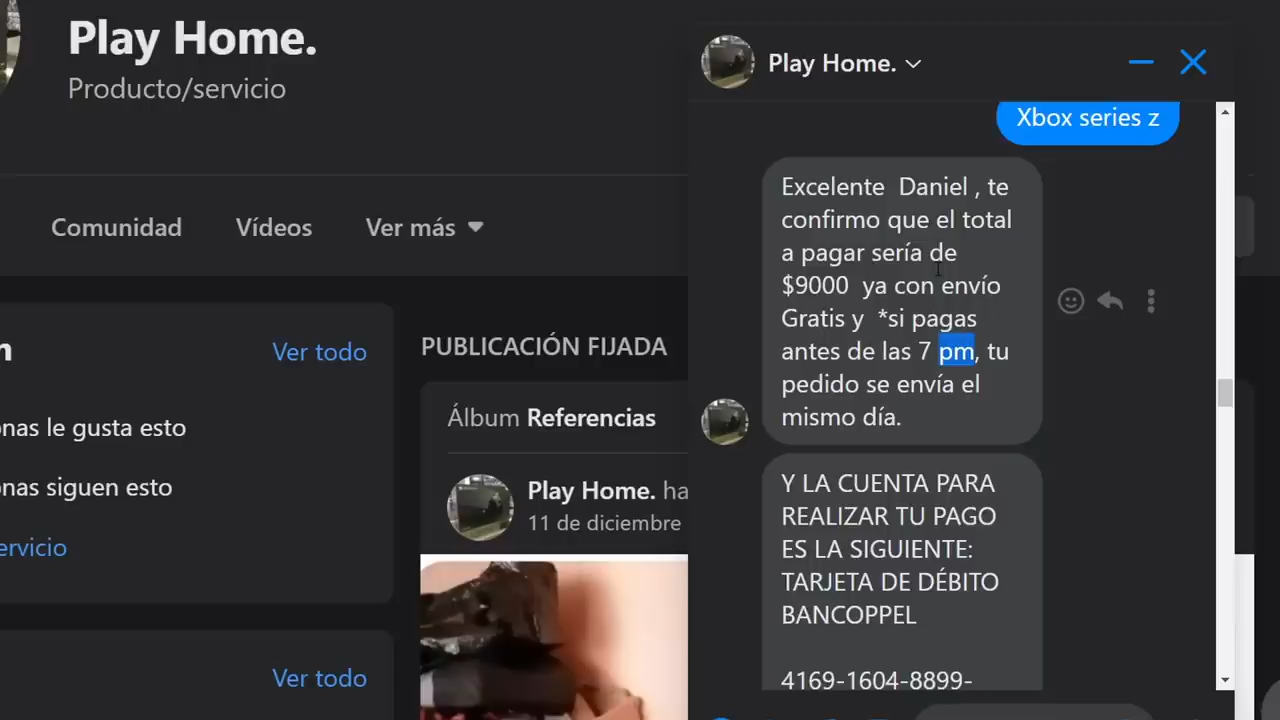 Play Home.
Producto/servicio
Comunidad
Vídeos
Ver más
n
Ver todo
nas le gusta esto
nas siguen esto
ervicio
Ver todo
PUBLICACIÓN FIJADA
Álbum Referencias
Play Home. ha
11 de diciembre
Play Home.
Xbox series z
Excelente Daniel , te
confirmo que el total
a pagar sería de
$9000 ya con envío
Gratis y *si pagas
antes de las 7 pm, tu
pedido se envía el
mismo día.
Y LA CUENTA PARA
REALIZAR TU PAGO
ES LA SIGUIENTE:
TARJETA DE DÉBITO
BANCOPPEL
4169-1604-8899-